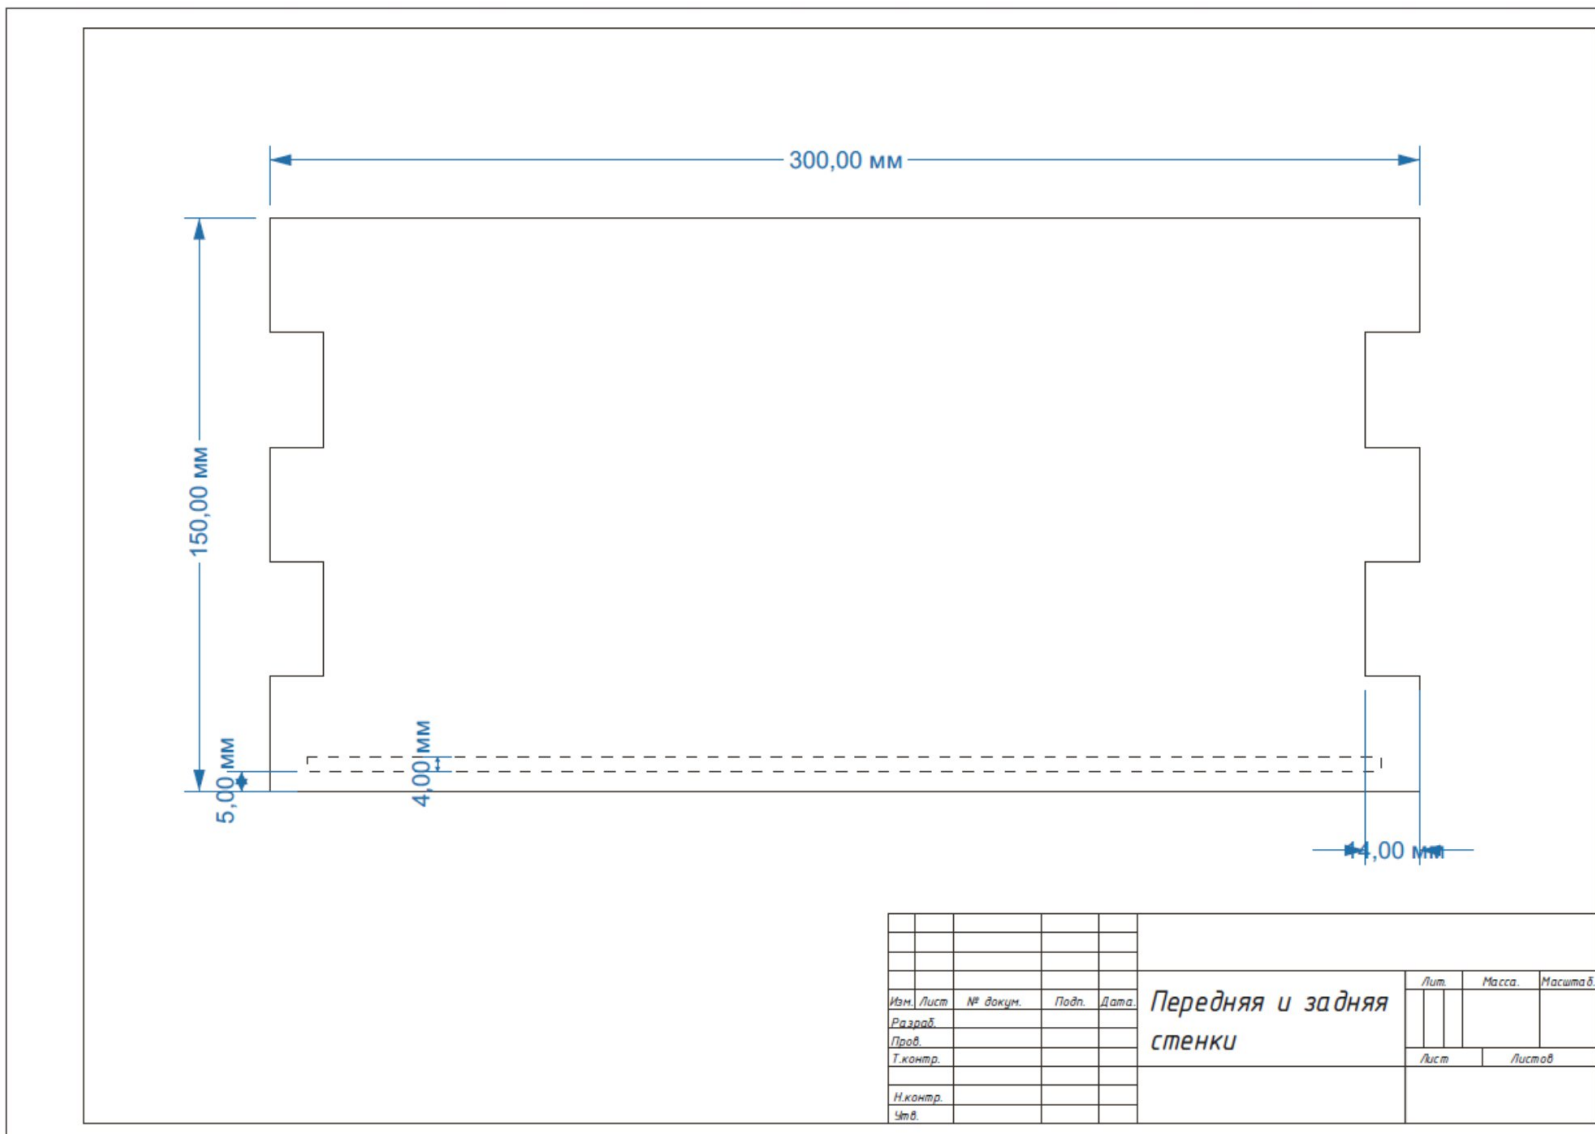 300,00 мм
150,00 мм
5,00 мм
4,00 мм
14,00 мм
Изм. Лист № докум. Подп. Дата.
Разраб.
Пров.
Т.контр.
Н.контр.
Утв.
Передняя и задняя
стенки
Лит. Масса. Масштаб.
Лист Листов